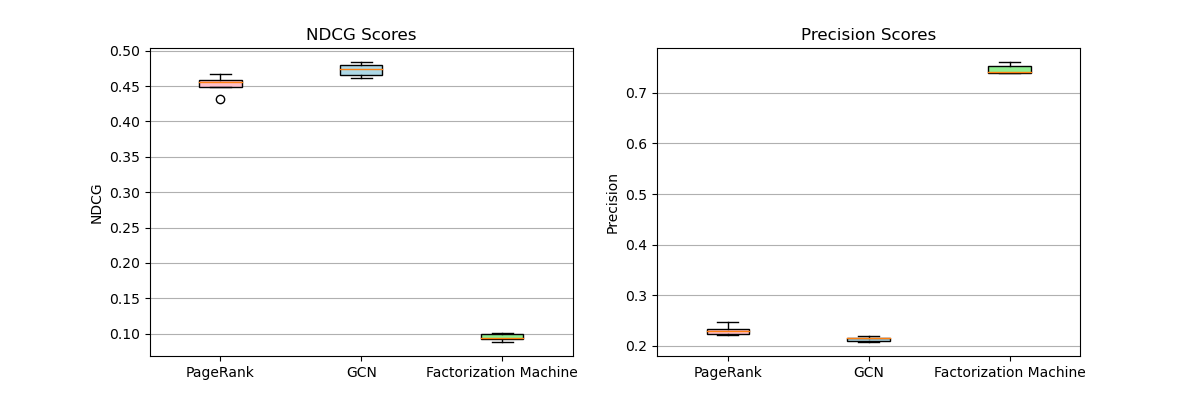 NDCG Scores
NDCG
0.50
0.45
0.40
0.35
0.30
0.25
0.20
0.15
0.10
PageRank
GCN
Factorization Machine
Precision Scores
Precision
0.7
0.6
0.5
0.4
0.3
0.2
PageRank
GCN
Factorization Machine